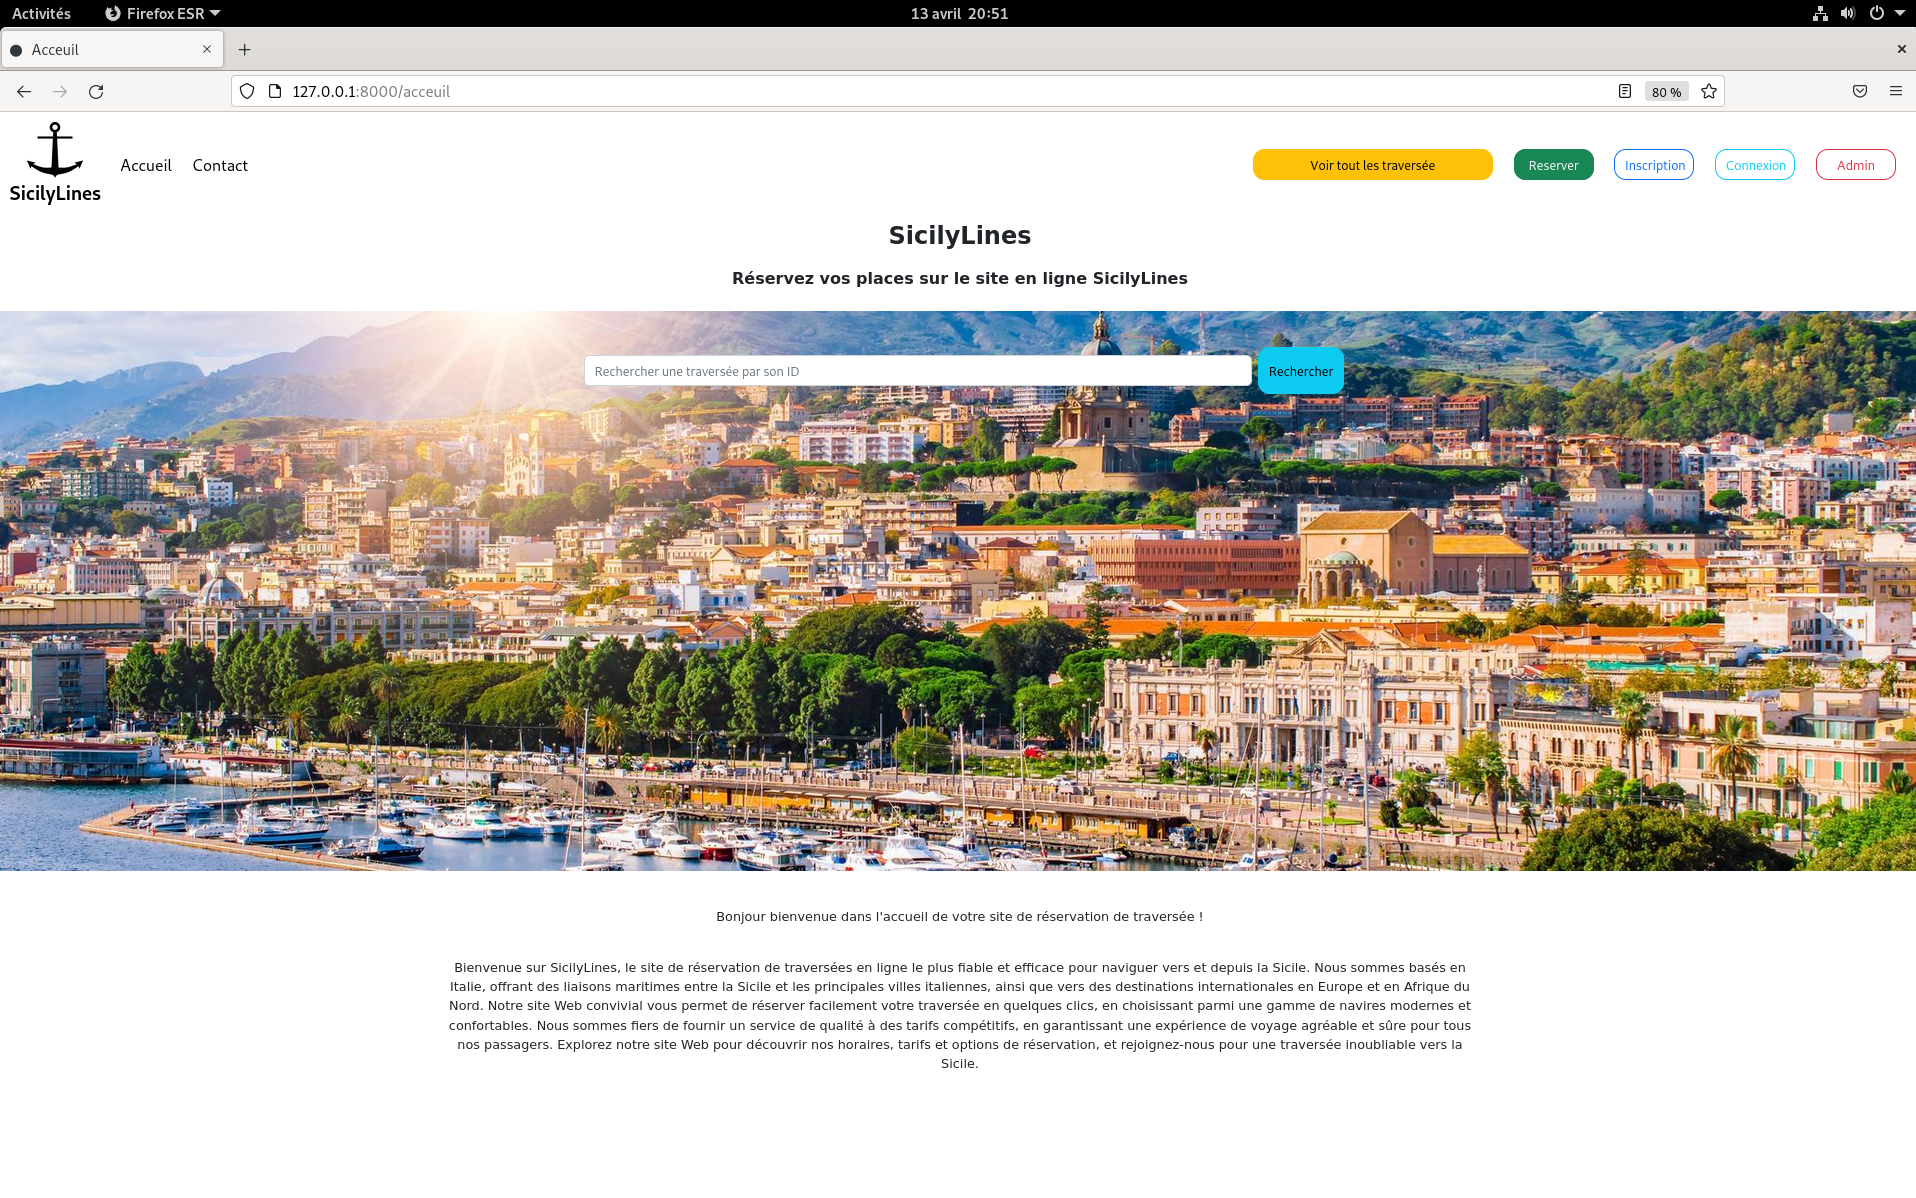 Activités Firefox ESR 13 avril 20:51
Acceuil
127.0.0.1:8000/acceuil 80 %
SicilyLines
Accueil Contact Voir tout les traversée Reserver Inscription Connexion Admin
SicilyLines
Réservez vos places sur le site en ligne SicilyLines
Rechercher une traversée par son ID Rechercher
Bonjour bienvenue dans l'accueil de votre site de réservation de traversée !
Bienvenue sur SicilyLines, le site de réservation de traversées en ligne le plus fiable et efficace pour naviguer vers et depuis la Sicile. Nous sommes basés en
Italie, offrant des liaisons maritimes entre la Sicile et les principales villes italiennes, ainsi que vers des destinations internationales en Europe et en Afrique du
Nord. Notre site Web convivial vous permet de réserver facilement votre traversée en quelques clics, en choisissant parmi une gamme de navires modernes et
confortables. Nous sommes fiers de fournir un service de qualité à des tarifs compétitifs, en garantissant une expérience de voyage agréable et sûre pour tous
nos passagers. Explorez notre site Web pour découvrir nos horaires, tarifs et options de réservation, et rejoignez-nous pour une traversée inoubliable vers la
Sicile.